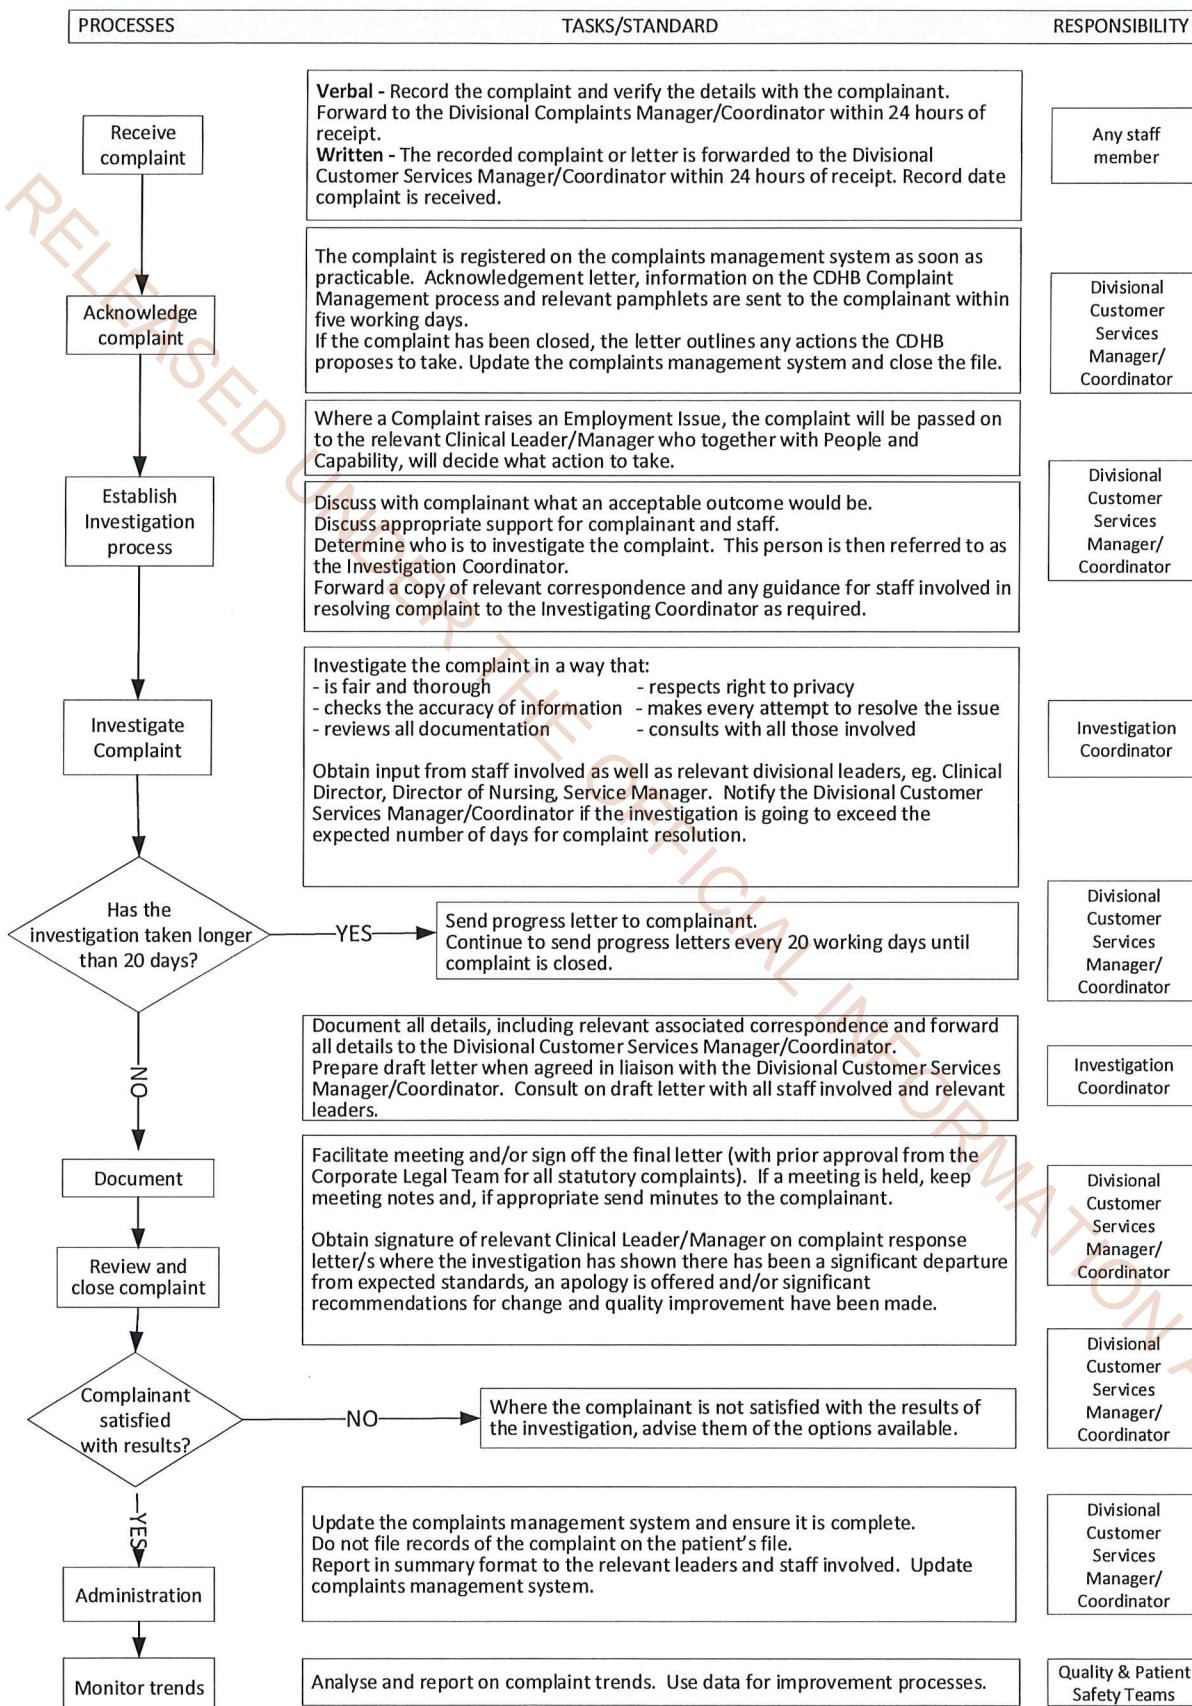 PROCESSES TASKS/STANDARD RESPONSIBILITY
Receive
complaint
Verbal - Record the complaint and verify the details with the complainant.
Forward to the Divisional Complaints Manager/Coordinator within 24 hours of
receipt.
Written - The recorded complaint or letter is forwarded to the Divisional
Customer Services Manager/Coordinator within 24 hours of receipt. Record date
complaint is received.
Any staff
member
Acknowledge
complaint
The complaint is registered on the complaints management system as soon as
practicable. Acknowledgement letter, information on the CDHB Complaint
Management process and relevant pamphlets are sent to the complainant within
five working days.
If the complaint has been closed, the letter outlines any actions the CDHB
proposes to take. Update the complaints management system and close the file.
Divisional
Customer
Services
Manager/
Coordinator
Where a Complaint raises an Employment Issue, the complaint will be passed on
to the relevant Clinical Leader/Manager who together with People and
Capability, will decide what action to take.
Establish
Investigation
process
Discuss with complainant what an acceptable outcome would be.
Discuss appropriate support for complainant and staff.
Determine who is to investigate the complaint. This person is then referred to as
the Investigation Coordinator.
Forward a copy of relevant correspondence and any guidance for staff involved in
resolving complaint to the Investigating Coordinator as required.
Divisional
Customer
Services
Manager/
Coordinator
Investigate
Complaint
Investigate the complaint in a way that:
- is fair and thorough - respects right to privacy
- checks the accuracy of information - makes every attempt to resolve the issue
- reviews all documentation - consults with all those involved
Obtain input from staff involved as well as relevant divisional leaders, eg. Clinical
Director, Director of Nursing, Service Manager. Notify the Divisional Customer
Services Manager/Coordinator if the investigation is going to exceed the
expected number of days for complaint resolution.
Investigation
Coordinator
Has the
investigation taken longer
than 20 days?
YES
Send progress letter to complainant.
Continue to send progress letters every 20 working days until
complaint is closed.
Divisional
Customer
Services
Manager/
Coordinator
NO
Document all details, including relevant associated correspondence and forward
all details to the Divisional Customer Services Manager/Coordinator.
Prepare draft letter when agreed in liaison with the Divisional Customer Services
Manager/Coordinator. Consult on draft letter with all staff involved and relevant
leaders.
Investigation
Coordinator
Document
Facilitate meeting and/or sign off the final letter (with prior approval from the
Corporate Legal Team for all statutory complaints). If a meeting is held, keep
meeting notes and, if appropriate send minutes to the complainant.
Review and
close complaint
Obtain signature of relevant Clinical Leader/Manager on complaint response
letter/s where the investigation has shown there has been a significant departure
from expected standards, an apology is offered and/or significant
recommendations for change and quality improvement have been made.
Divisional
Customer
Services
Manager/
Coordinator
Complainant
satisfied
with results?
NO
Where the complainant is not satisfied with the results of
the investigation, advise them of the options available.
Divisional
Customer
Services
Manager/
Coordinator
YES
Administration
Update the complaints management system and ensure it is complete.
Do not file records of the complaint on the patient's file.
Report in summary format to the relevant leaders and staff involved. Update
complaints management system.
Divisional
Customer
Services
Manager/
Coordinator
Monitor trends
Analyse and report on complaint trends. Use data for improvement processes.
Quality & Patient
Safety Teams
RELEASED UNDER THE OFFICIAL INFORMATION A